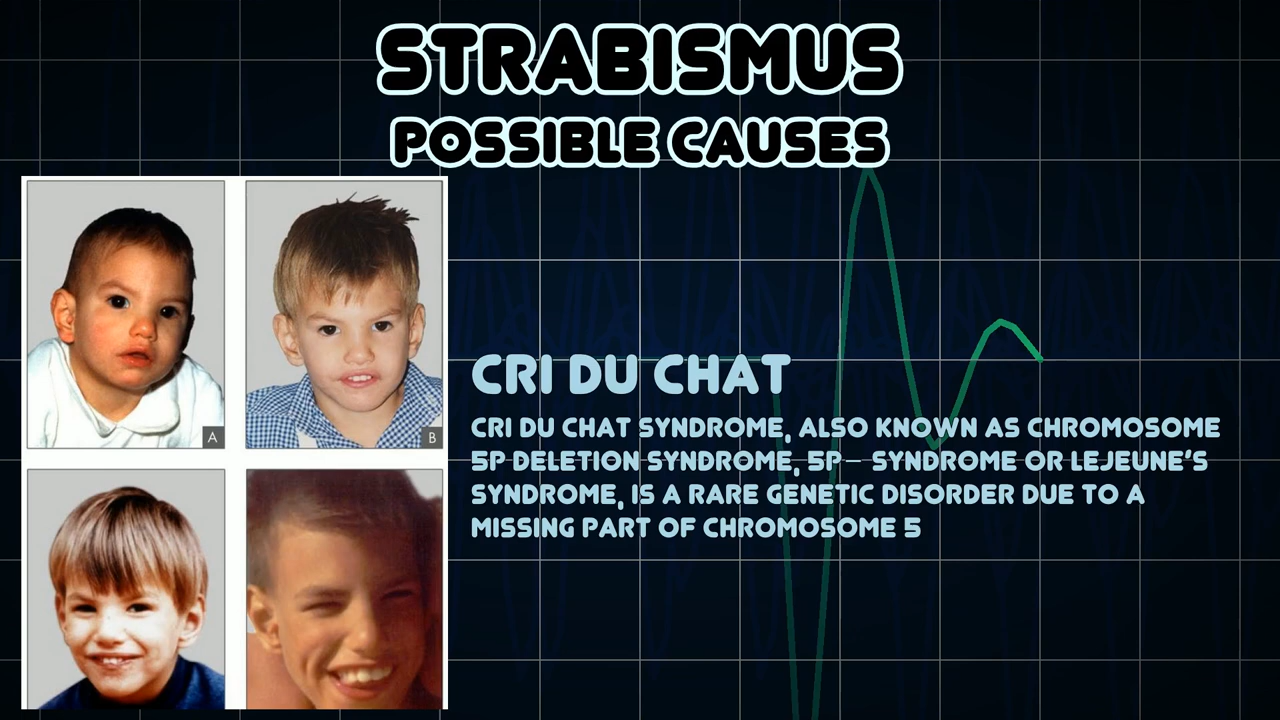 STRABISMUS
POSSIBLE CAUSES
A
B
CRI DU CHAT
CRI DU CHAT SYNDROME, ALSO KNOWN AS CHROMOSOME
5P DELETION SYNDROME, 5P− SYNDROME OR LEJEUNE'S
SYNDROME, IS A RARE GENETIC DISORDER DUE TO A
MISSING PART OF CHROMOSOME 5